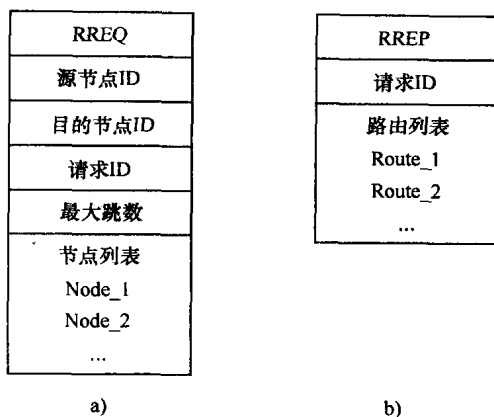 RREQ
源节点ID
目的节点ID
请求ID
最大跳数
节点列表
Node_1
Node_2
...
a)
RREP
请求ID
路由列表
Route_1
Route_2
...
b)